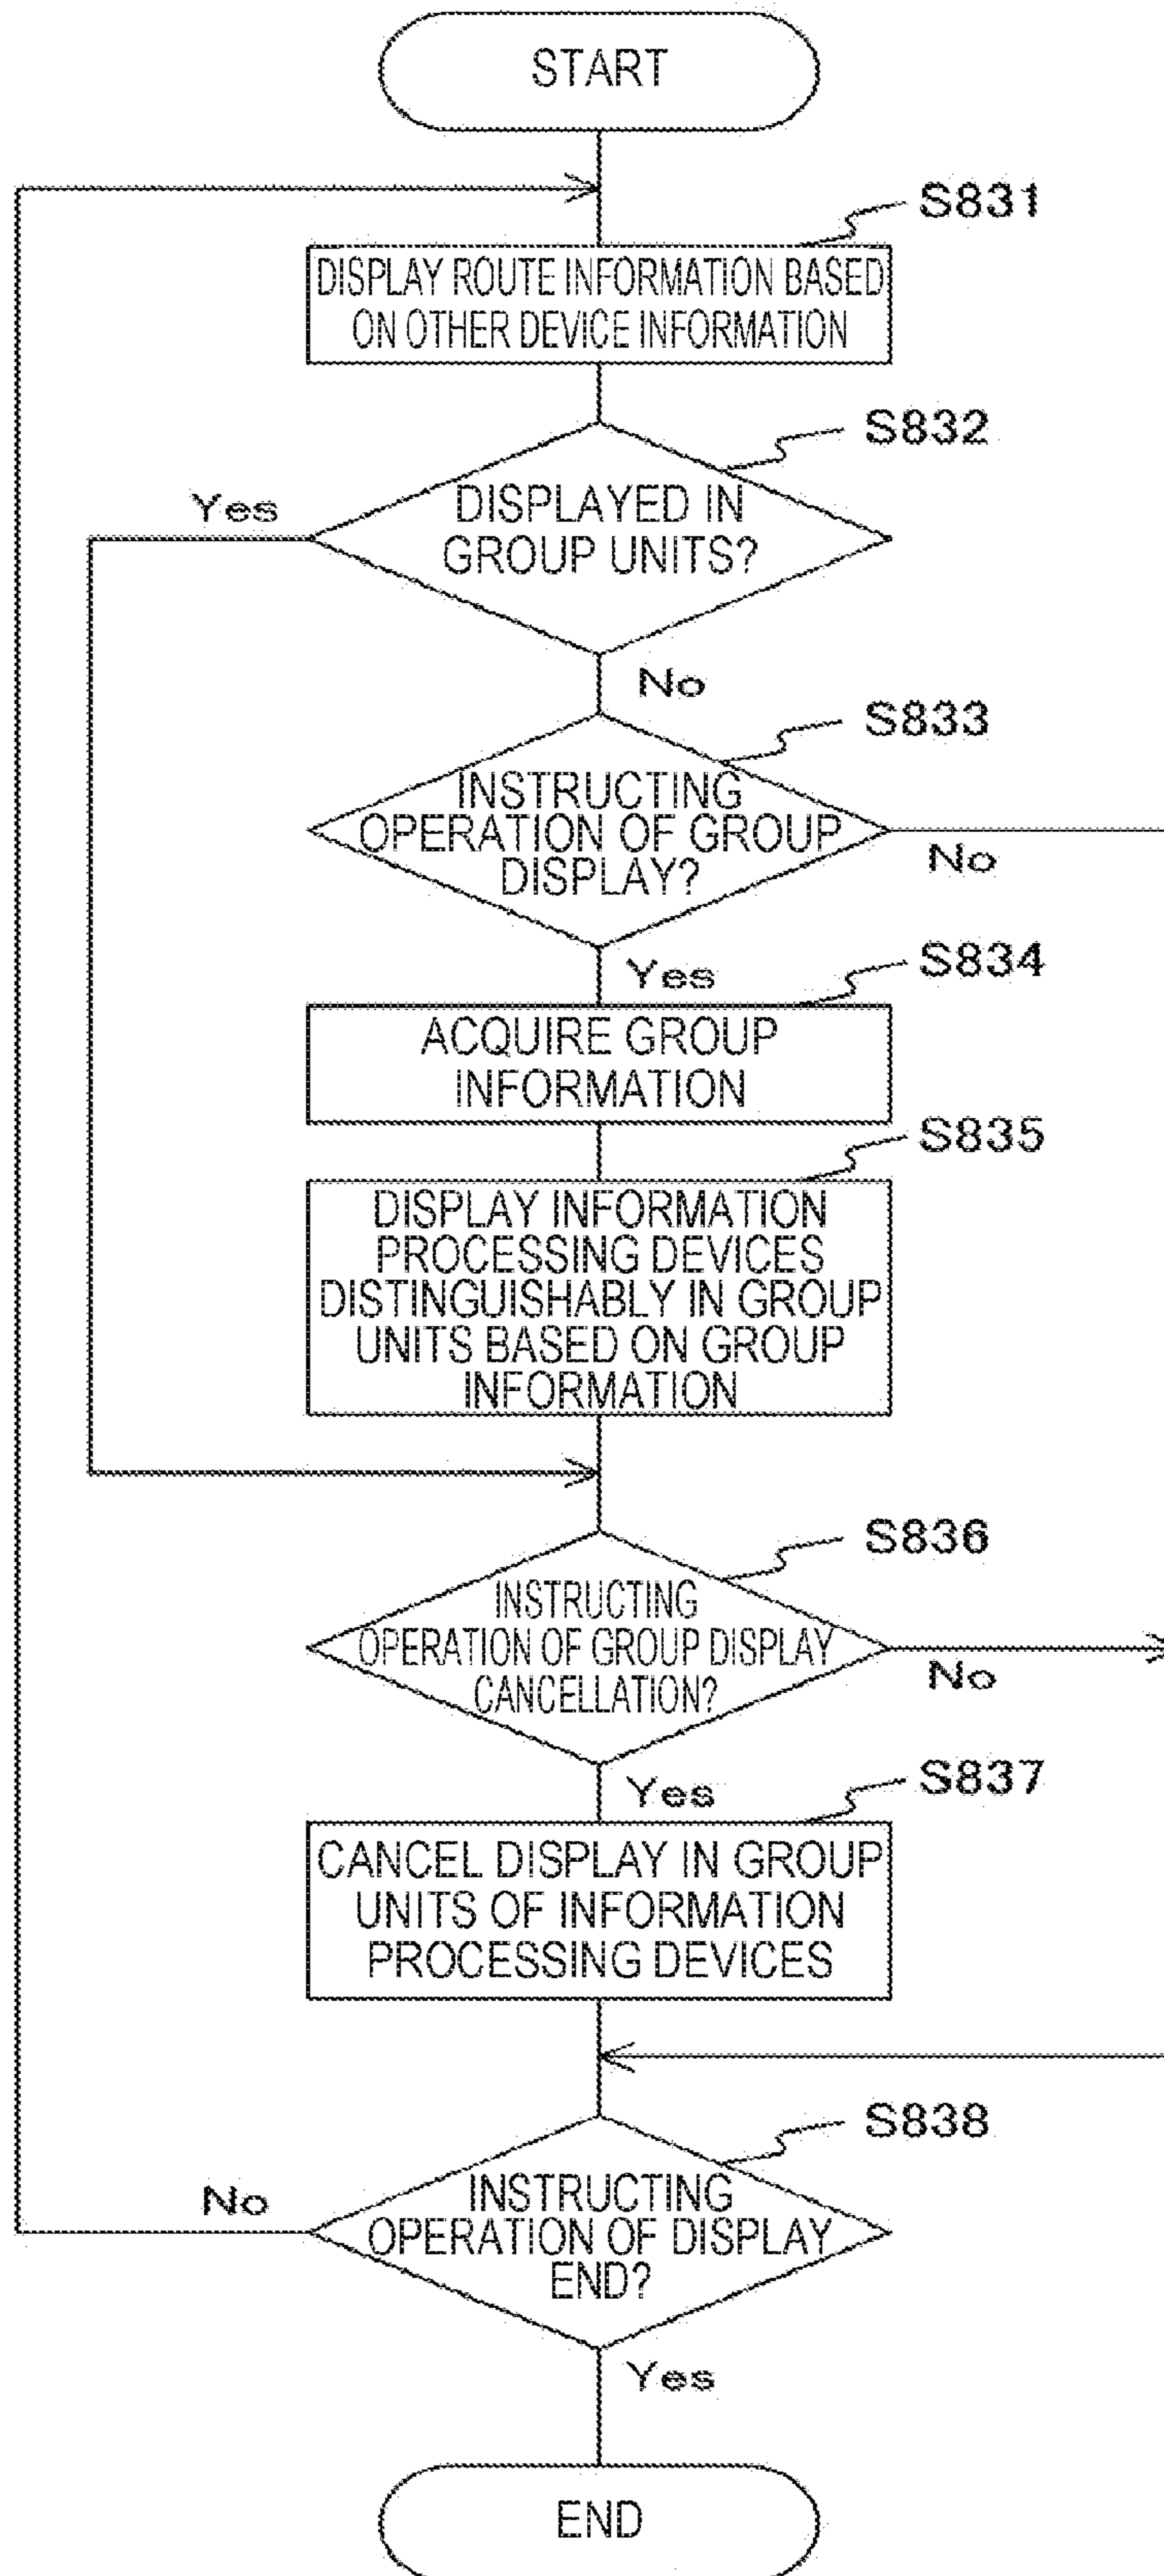 START
S831
DISPLAY ROUTE INFORMATION BASED
ON OTHER DEVICE INFORMATION
S832
Yes
DISPLAYED IN
GROUP UNITS?
No
S833
INSTRUCTING
OPERATION OF GROUP
DISPLAY?
No
Yes
S834
ACQUIRE GROUP
INFORMATION
S835
DISPLAY INFORMATION
PROCESSING DEVICES
DISTINGUISHABLY IN GROUP
UNITS BASED ON GROUP
INFORMATION
S836
INSTRUCTING
OPERATION OF GROUP DISPLAY
CANCELLATION?
No
Yes
S837
CANCEL DISPLAY IN GROUP
UNITS OF INFORMATION
PROCESSING DEVICES
S838
No
INSTRUCTING
OPERATION OF DISPLAY
END?
Yes
END